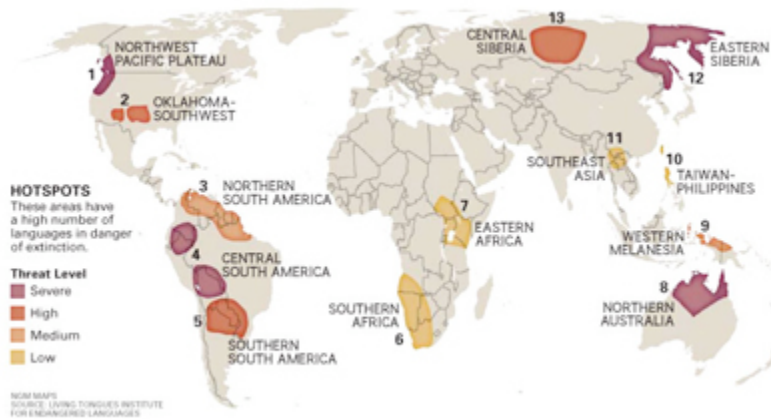 13
CENTRAL
SIBERIA
EASTERN
SIBERIA
12
NORTHWEST
PACIFIC PLATEAU
1
2
OKLAHOMA-
SOUTHWEST
11
SOUTHEAST
ASIA
10
TAIWAN-
PHILIPPINES
HOTSPOTS
These areas have
a high number of
languages in danger
of extinction.
Threat Level
Severe
High
Medium
Low
3
NORTHERN
SOUTH AMERICA
4
CENTRAL
SOUTH AMERICA
5
SOUTHERN
SOUTH AMERICA
7
EASTERN
AFRICA
SOUTHERN
AFRICA
6
9
WESTERN
MELANESIA
8
NORTHERN
AUSTRALIA
NGM MAPS
SOURCE: LIVING TONGUES INSTITUTE
FOR ENDANGERED LANGUAGES